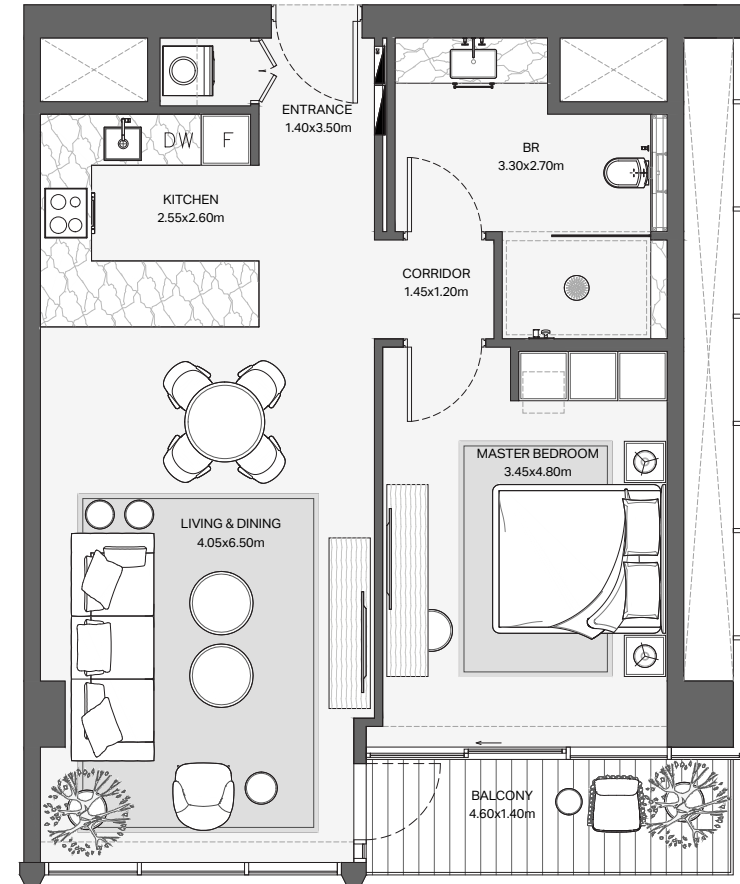 ENTRANCE
1.40x3.50m
DW
F
BR
3.30x2.70m
KITCHEN
2.55x2.60m
CORRIDOR
1.45x1.20m
MASTER BEDROOM
3.45x4.80m
LIVING & DINING
4.05x6.50m
BALCONY
4.60x1.40m